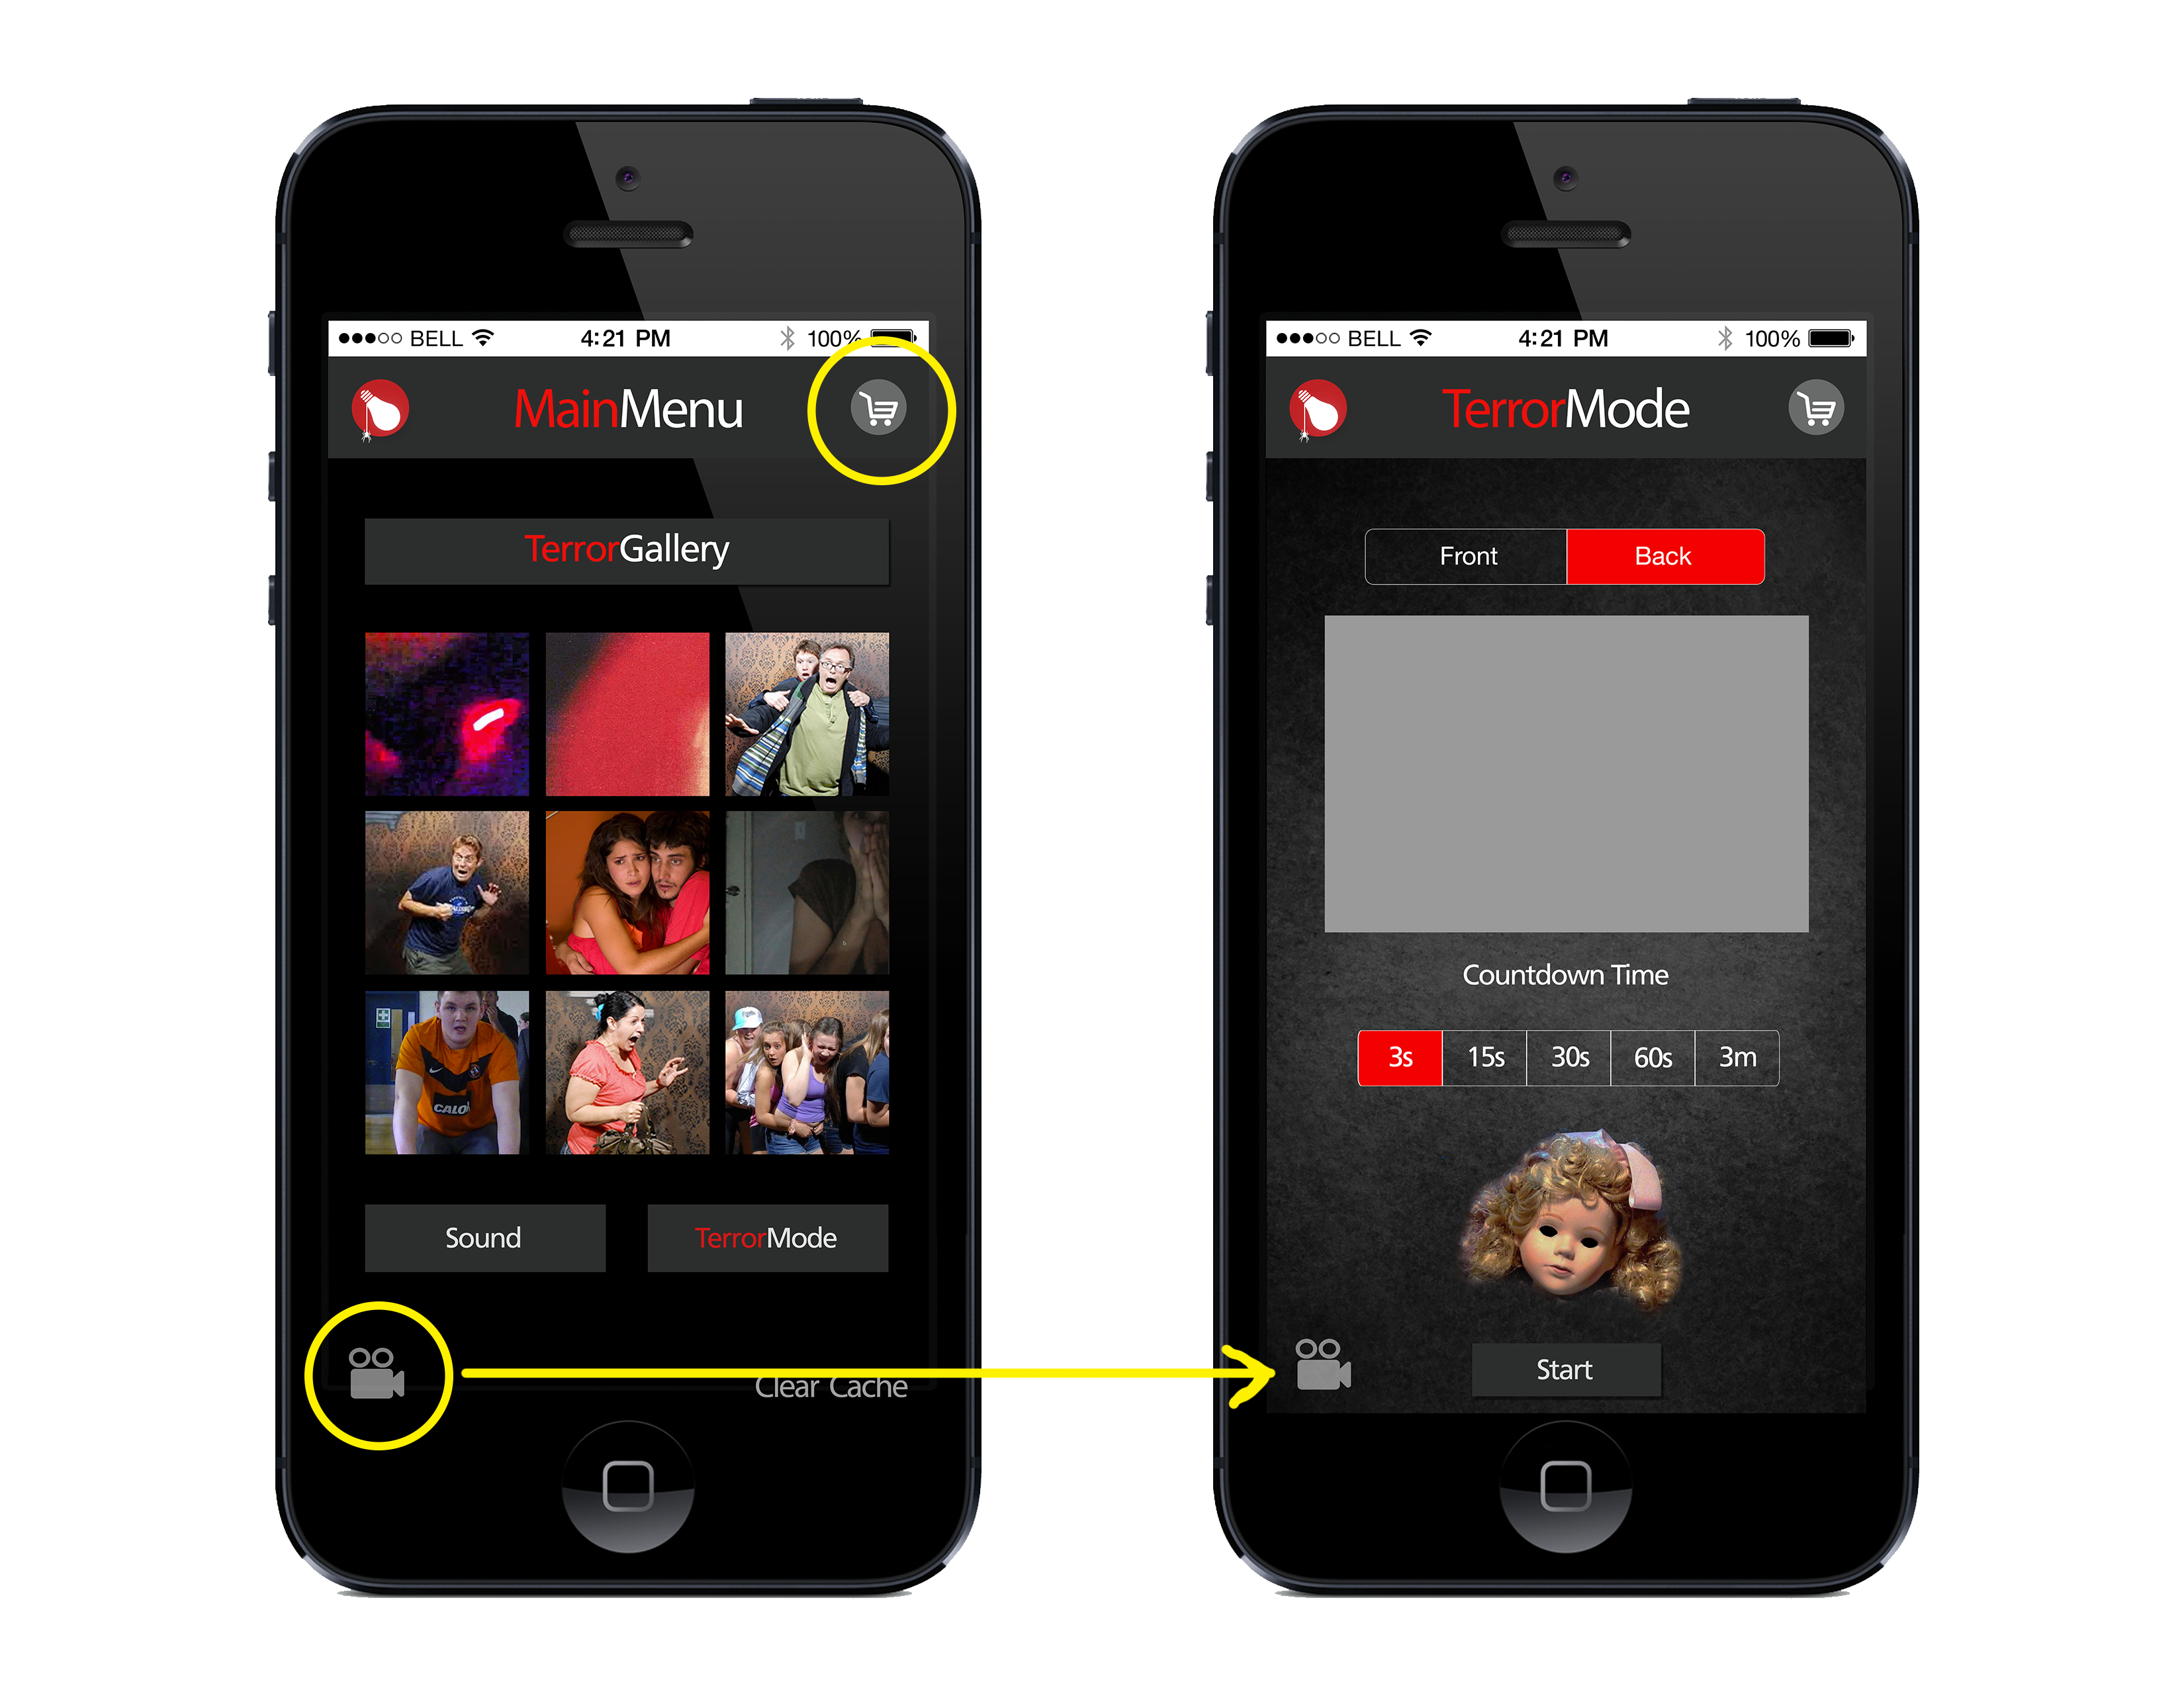 BELL
4:21 PM
100%
MainMenu
TerrorGallery
CALO
Sound
TerrorMode
Clear Cache
BELL
4:21 PM
100%
TerrorMode
Front
Back
Countdown Time
3s
15s
30s
60s
3m
Start